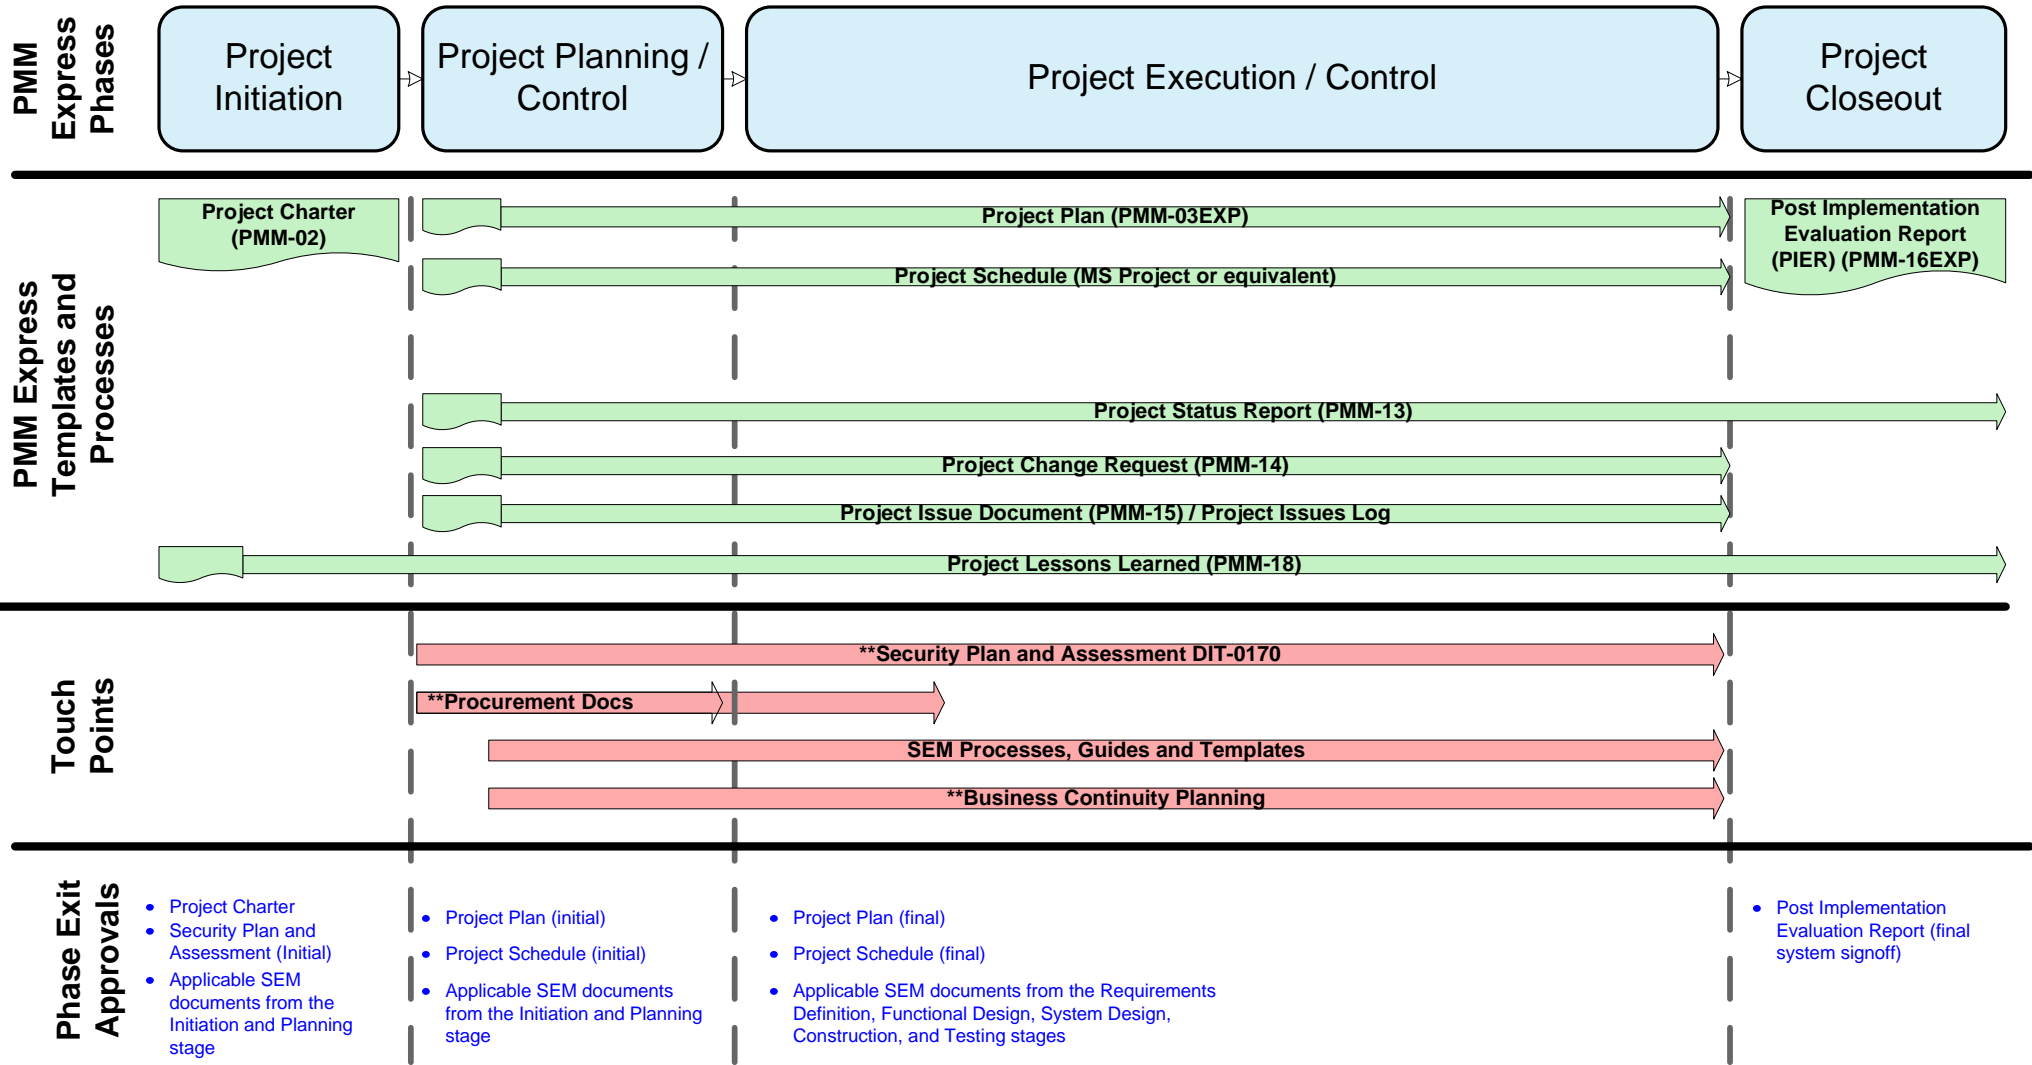 PMM
Express
Phases
Project
Initiation
Project Planning /
Control
Project Execution / Control
Project
Closeout
PMM Express
Templates and
Processes
Project Charter
(PMM-02)
Project Plan (PMM-03EXP)
Post Implementation
Evaluation Report
(PIER) (PMM-16EXP)
Project Schedule (MS Project or equivalent)
Project Status Report (PMM-13)
Project Change Request (PMM-14)
Project Issue Document (PMM-15) / Project Issues Log
Project Lessons Learned (PMM-18)
Touch
Points
**Security Plan and Assessment DIT-0170
**Procurement Docs
SEM Processes, Guides and Templates
**Business Continuity Planning
Phase Exit
Approvals
• Project Charter
• Security Plan and
Assessment (Initial)
• Applicable SEM
documents from the
Initiation and Planning
stage
• Project Plan (initial)
• Project Schedule (initial)
• Applicable SEM documents
from the Initiation and Planning
stage
• Project Plan (final)
• Project Schedule (final)
• Applicable SEM documents from the Requirements
Definition, Functional Design, System Design,
Construction, and Testing stages
• Post Implementation
Evaluation Report (final
system signoff)